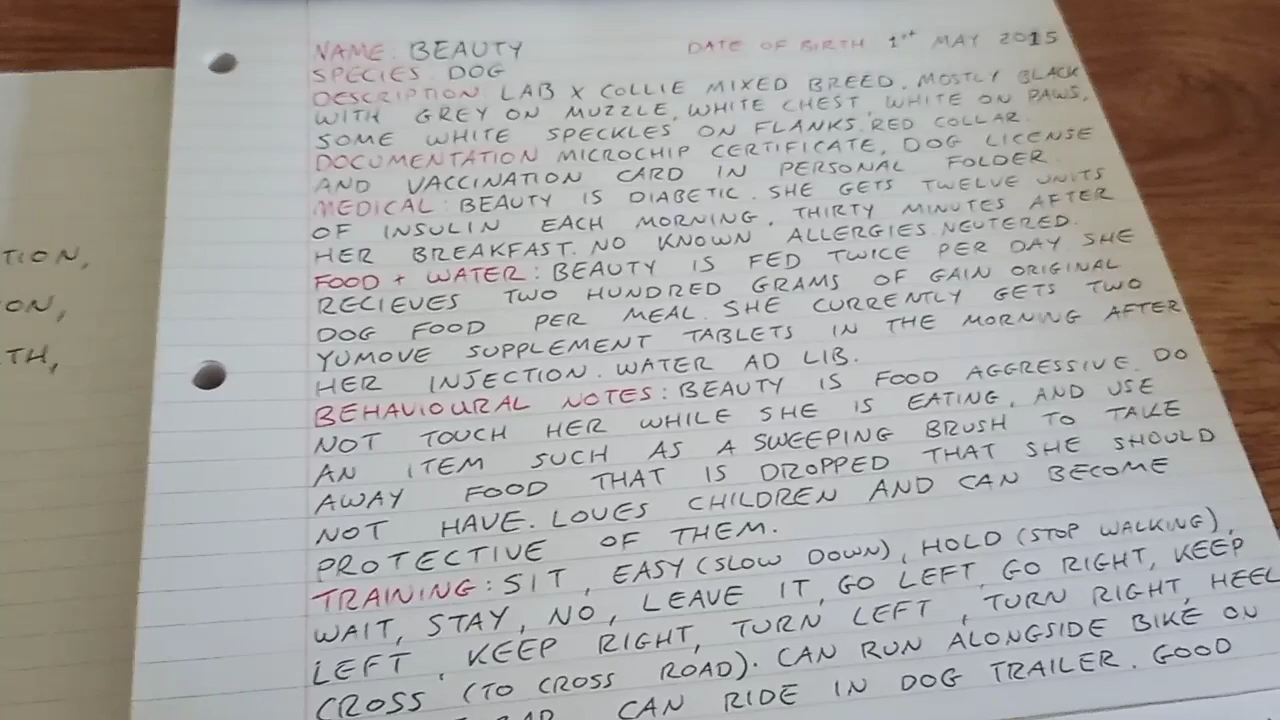 TION,
ON,
TH,
NAME: BEAUTY DATE OF BIRTH 1st MAY 2015
SPECIES: DOG
DESCRIPTION: LAB X COLLIE MIXED BREED. MOSTLY BLACK
WITH GREY ON MUZZLE, WHITE CHEST, WHITE ON PAWS,
SOME WHITE SPECKLES ON FLANKS. RED COLLAR.
DOCUMENTATION MICROCHIP CERTIFICATE, DOG LICENSE
AND VACCINATION CARD IN PERSONAL FOLDER
MEDICAL: BEAUTY IS DIABETIC. SHE GETS TWELVE UNITS
OF INSULIN EACH MORNING. THIRTY MINUTES AFTER
HER BREAKFAST. NO KNOWN ALLERGIES. NEUTERED.
FOOD + WATER: BEAUTY IS FED TWICE PER DAY. SHE
RECIEVES TWO HUNDRED GRAMS OF GAIN ORIGINAL
DOG FOOD PER MEAL. SHE CURRENTLY GETS TWO
YUMOVE SUPPLEMENT TABLETS IN THE MORNING AFTER
HER INJECTION. WATER AD LIB.
BEHAVIOURAL NOTES: BEAUTY IS FOOD AGGRESSIVE. DO
NOT TOUCH HER WHILE SHE IS EATING, AND USE
AN ITEM SUCH AS A SWEEPING BRUSH TO TAKE
AWAY FOOD THAT IS DROPPED THAT SHE SHOULD
NOT HAVE. LOVES CHILDREN AND CAN BECOME
PROTECTIVE OF THEM.
TRAINING: SIT, EASY (SLOW DOWN), HOLD (STOP WALKING),
WAIT, STAY, NO, LEAVE IT, GO LEFT, GO RIGHT, KEEP
LEFT, KEEP RIGHT, TURN LEFT, TURN RIGHT, HEEL
CROSS (TO CROSS ROAD). CAN RUN ALONGSIDE BIKE ON
CAN RIDE IN DOG TRAILER. GOOD